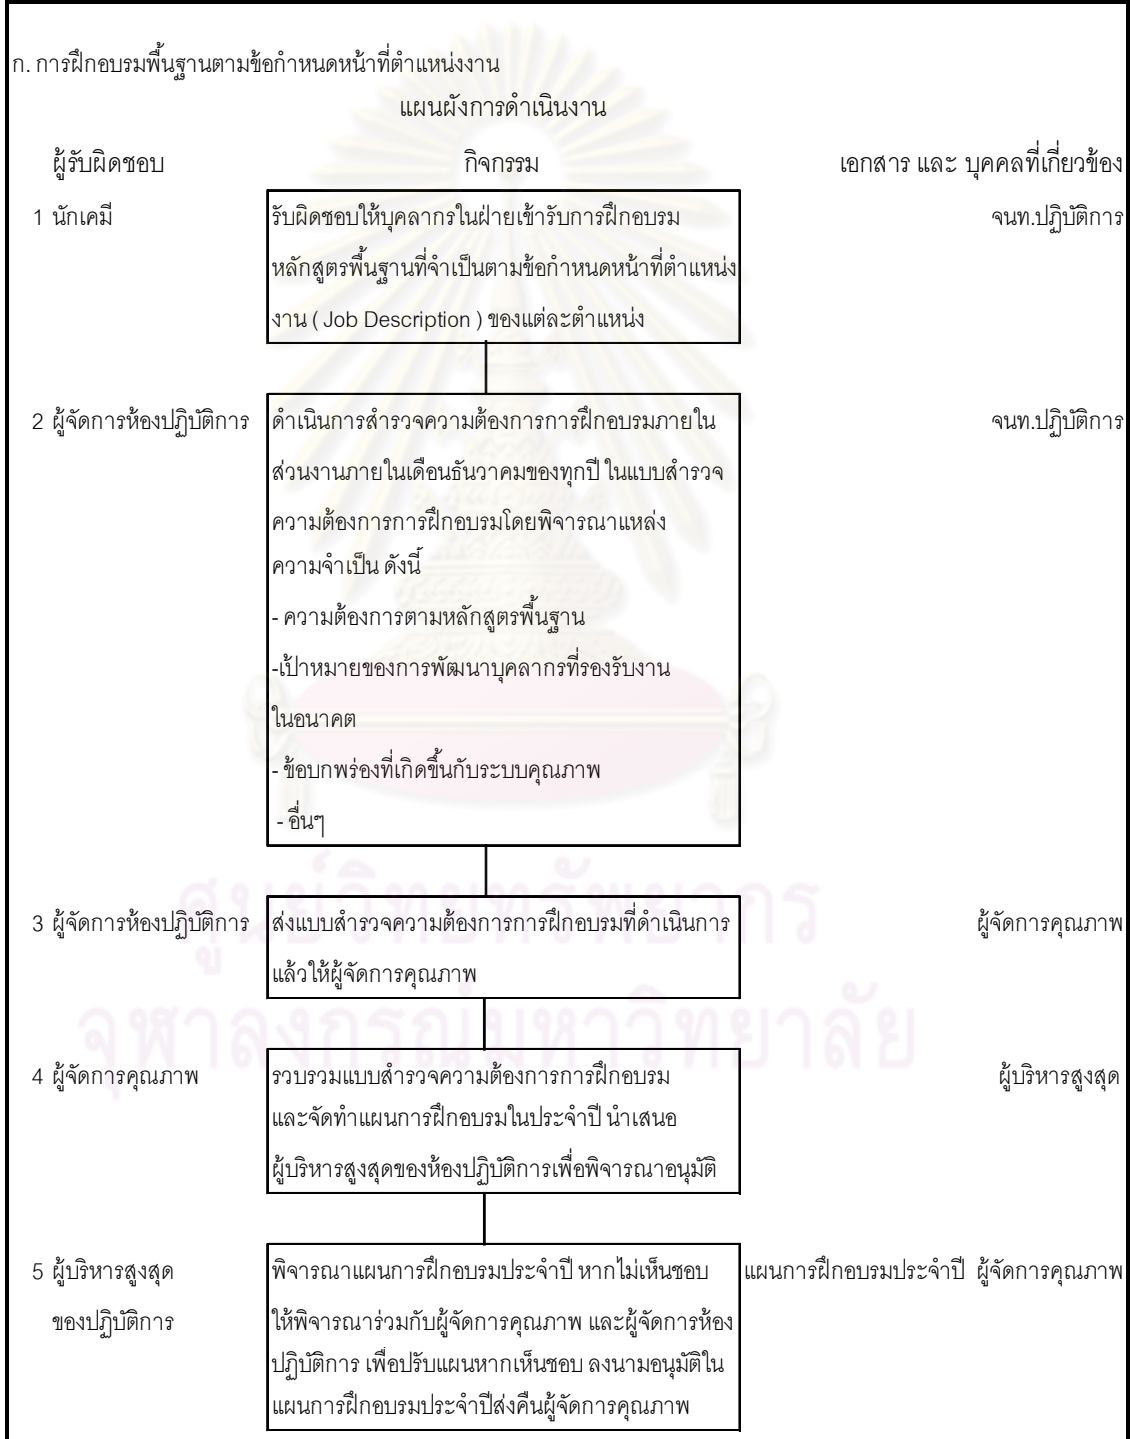 ก. การฝึกอบรมพื้นฐานตามข้อกำหนดหน้าที่ตำแหน่งงาน
แผนผังการดำเนินงาน
ผู้รับผิดชอบ กิจกรรม เอกสาร และ บุคคลที่เกี่ยวข้อง
1 นักเคมี รับผิดชอบให้บุคลากรในฝ่ายเข้ารับการฝึกอบรม จนท.ปฏิบัติการ
หลักสูตรพื้นฐานที่จำเป็นตามข้อกำหนดหน้าที่ตำแหน่ง
งาน ( Job Description ) ของแต่ละตำแหน่ง
2 ผู้จัดการห้องปฏิบัติการ ดำเนินการสำรวจความต้องการการฝึกอบรมภายใน จนท.ปฏิบัติการ
ส่วนงานภายในเดือนธันวาคมของทุกปี ในแบบสำรวจ
ความต้องการการฝึกอบรมโดยพิจารณาแหล่ง
ความจำเป็น ดังนี้
- ความต้องการตามหลักสูตรพื้นฐาน
-เป้าหมายของการพัฒนาบุคลากรที่รองรับงาน
ในอนาคต
- ข้อบกพร่องที่เกิดขึ้นกับระบบคุณภาพ
- อื่นๆ
ศูนย์วิทยทรัพยากร
3 ผู้จัดการห้องปฏิบัติการ ส่งแบบสำรวจความต้องการการฝึกอบรมที่ดำเนินการ ผู้จัดการคุณภาพ
แล้วให้ผู้จัดการคุณภาพ
จุฬาลงกรณ์มหาวิทยาลัย
4 ผู้จัดการคุณภาพ รวบรวมแบบสำรวจความต้องการการฝึกอบรม ผู้บริหารสูงสุด
และจัดทำแผนการฝึกอบรมในประจำปี นำเสนอ
ผู้บริหารสูงสุดของห้องปฏิบัติการเพื่อพิจารณาอนุมัติ
5 ผู้บริหารสูงสุด พิจารณาแผนการฝึกอบรมประจำปี หากไม่เห็นชอบ แผนการฝึกอบรมประจำปี ผู้จัดการคุณภาพ
ของปฏิบัติการ ให้พิจารณาร่วมกับผู้จัดการคุณภาพ และผู้จัดการห้อง
ปฏิบัติการ เพื่อปรับแผนหากเห็นชอบ ลงนามอนุมัติใน
แผนการฝึกอบรมประจำปีส่งคืนผู้จัดการคุณภาพ